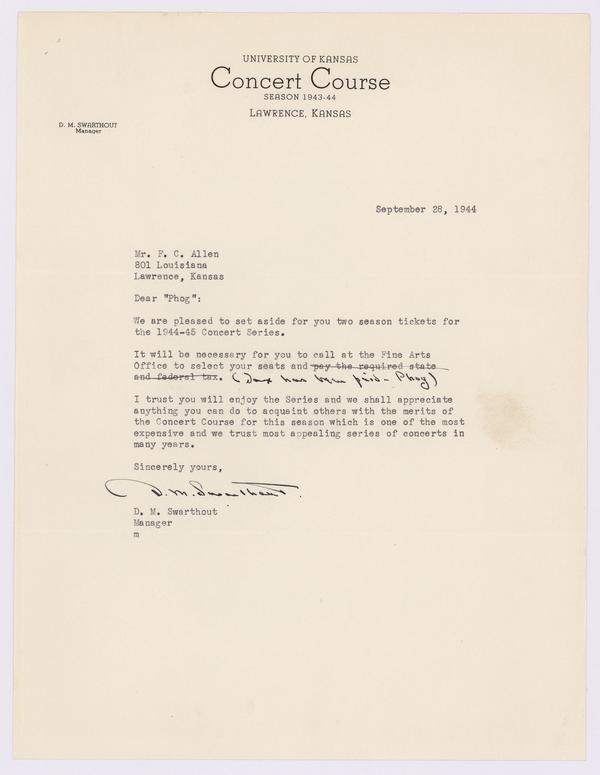 UNIVERSITY OF KANSAS
Concert Course
SEASON 1943-44
LAWRENCE, KANSAS
D. M. SWARTHOUT
Manager
September 28, 1944
Mr. F. C. Allen
801 Louisiana
Lawrence, Kansas
Dear "Phog":
We are pleased to set aside for you two season tickets for
the 1944-45 Concert Series.
It will be necessary for you to call at the Fine Arts
Office to select your seats and pay the required state
and federal tax. (Tax has been paid - Phog)
I trust you will enjoy the Series and we shall appreciate
anything you can do to acquaint others with the merits of
the Concert Course for this season which is one of the most
expensive and we trust most appealing series of concerts in
many years.
Sincerely yours,
D. M. Swarthout.
D. M. Swarthout
Manager
m